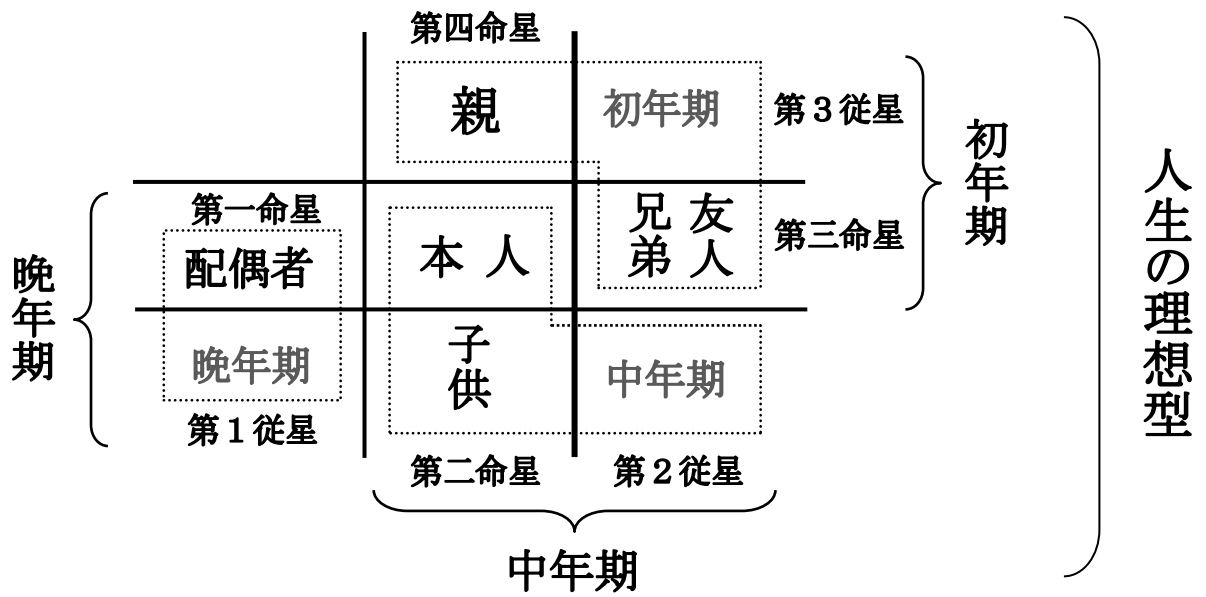 第四命星
親
初年期
第３従星
初年期
人生の理想型
第一命星
配偶者
本人
兄弟
友人
第三命星
晩年期
晩年期
子供
中年期
第１従星
第二命星
第２従星
中年期